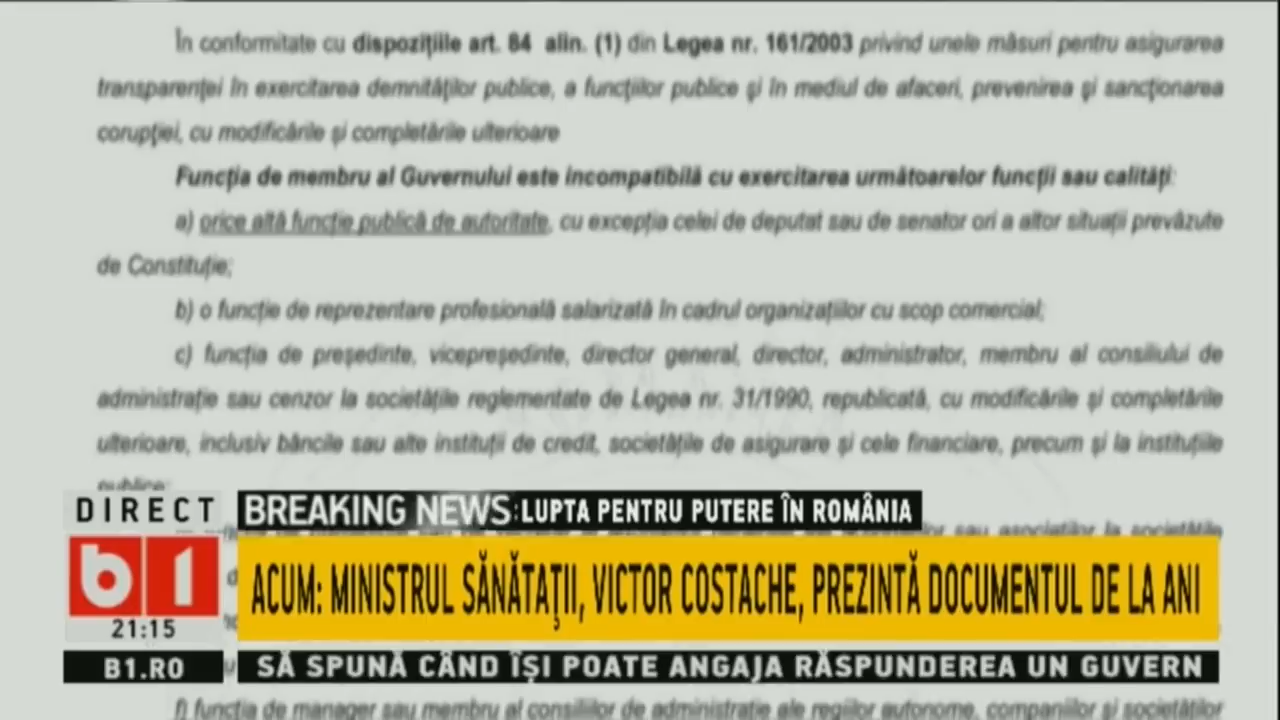 În conformitate cu dispozițiile art. 84 alin. (1) din Legea nr. 161/2003 privind unele măsuri pentru asigurarea
transparenței în exercitarea demnităților publice, a funcțiilor publice și în mediul de afaceri, prevenirea și sancționarea
corupției, cu modificările și completările ulterioare
Funcția de membru al Guvernului este incompatibilă cu exercitarea următoarelor funcții sau calități:
a) orice altă funcție publică de autoritate, cu excepția celei de deputat sau de senator ori a altor situații prevăzute
de Constituție;
b) o funcție de reprezentare profesională salarizată în cadrul organizațiilor cu scop comercial;
c) funcția de președinte, vicepreședinte, director general, director, administrator, membru al consiliului de
administrație sau cenzor la societățile reglementate de Legea nr. 31/1990, republicată, cu modificările și completările
ulterioare, inclusiv băncile sau alte instituții de credit, societățile de asigurare și cele financiare, precum și la instituțiile
publice;
sau asociaților la societățile
DIRECT
BREAKING NEWS: LUPTA PENTRU PUTERE ÎN ROMÂNIA
b1
ACUM: MINISTRUL SĂNĂTAŢII, VICTOR COSTACHE, PREZINTĂ DOCUMENTUL DE LA ANI
21:15
B1.RO
SĂ SPUNĂ CÂND ÎȘI POATE ANGAJA RĂSPUNDEREA UN GUVERN
f) funcția de manager sau membru al consiliilor de administrație ale regiilor autonome, companiilor și societăților